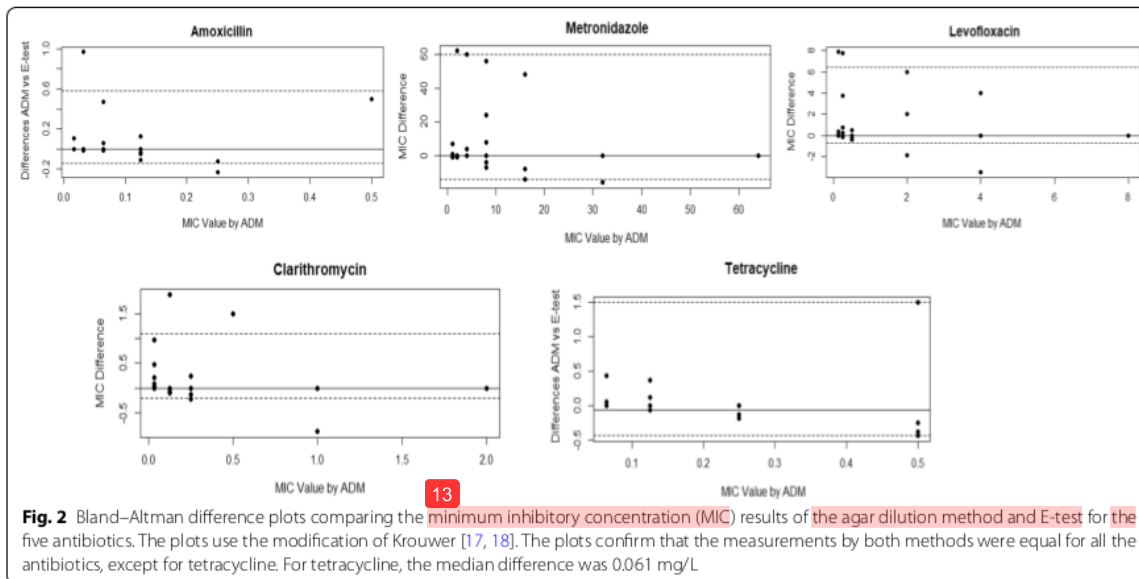 Amoxicillin
Differences ADM vs E-test
1.0
0.6
0.2
-0.2
0.0 0.1 0.2 0.3 0.4 0.5
MIC Value by ADM
Metronidazole
MIC Difference
60
40
20
0
0 10 20 30 40 50 60
MIC Value by ADM
Levofloxacin
MIC Difference
8
6
4
2
0
-2
0 2 4 6 8
MIC Value by ADM
Clarithromycin
MIC Difference
1.5
0.5
-0.5
0.0 0.5 1.0 1.5 2.0
MIC Value by ADM
Tetracycline
Differences ADM vs E-test
1.5
1.0
0.5
0.0
-0.5
0.1 0.2 0.3 0.4 0.5
MIC Value by ADM
13
Fig. 2 Bland–Altman difference plots comparing the minimum inhibitory concentration (MIC) results of the agar dilution method and E-test for the
five antibiotics. The plots use the modification of Krouwer [17, 18]. The plots confirm that the measurements by both methods were equal for all the
antibiotics, except for tetracycline. For tetracycline, the median difference was 0.061 mg/L